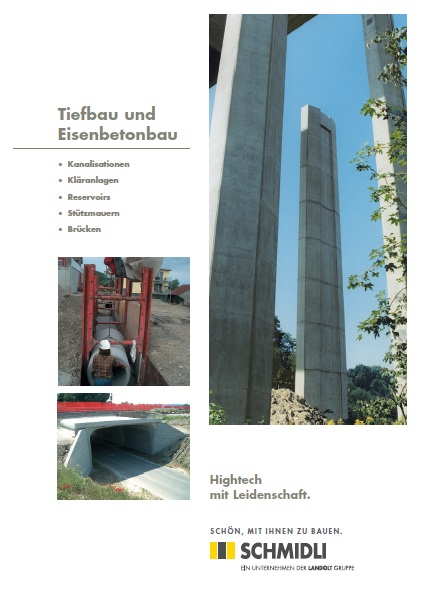 Tiefbau und
Eisenbetonbau
▪ Kanalisationen
▪ Kläranlagen
▪ Reservoirs
▪ Stützmauern
▪ Brücken
Hightech
mit Leidenschaft.
SCHÖN, MIT IHNEN ZU BAUEN.
SCHMIDLI
EIN UNTERNEHMEN DER LANDOLT GRUPPE